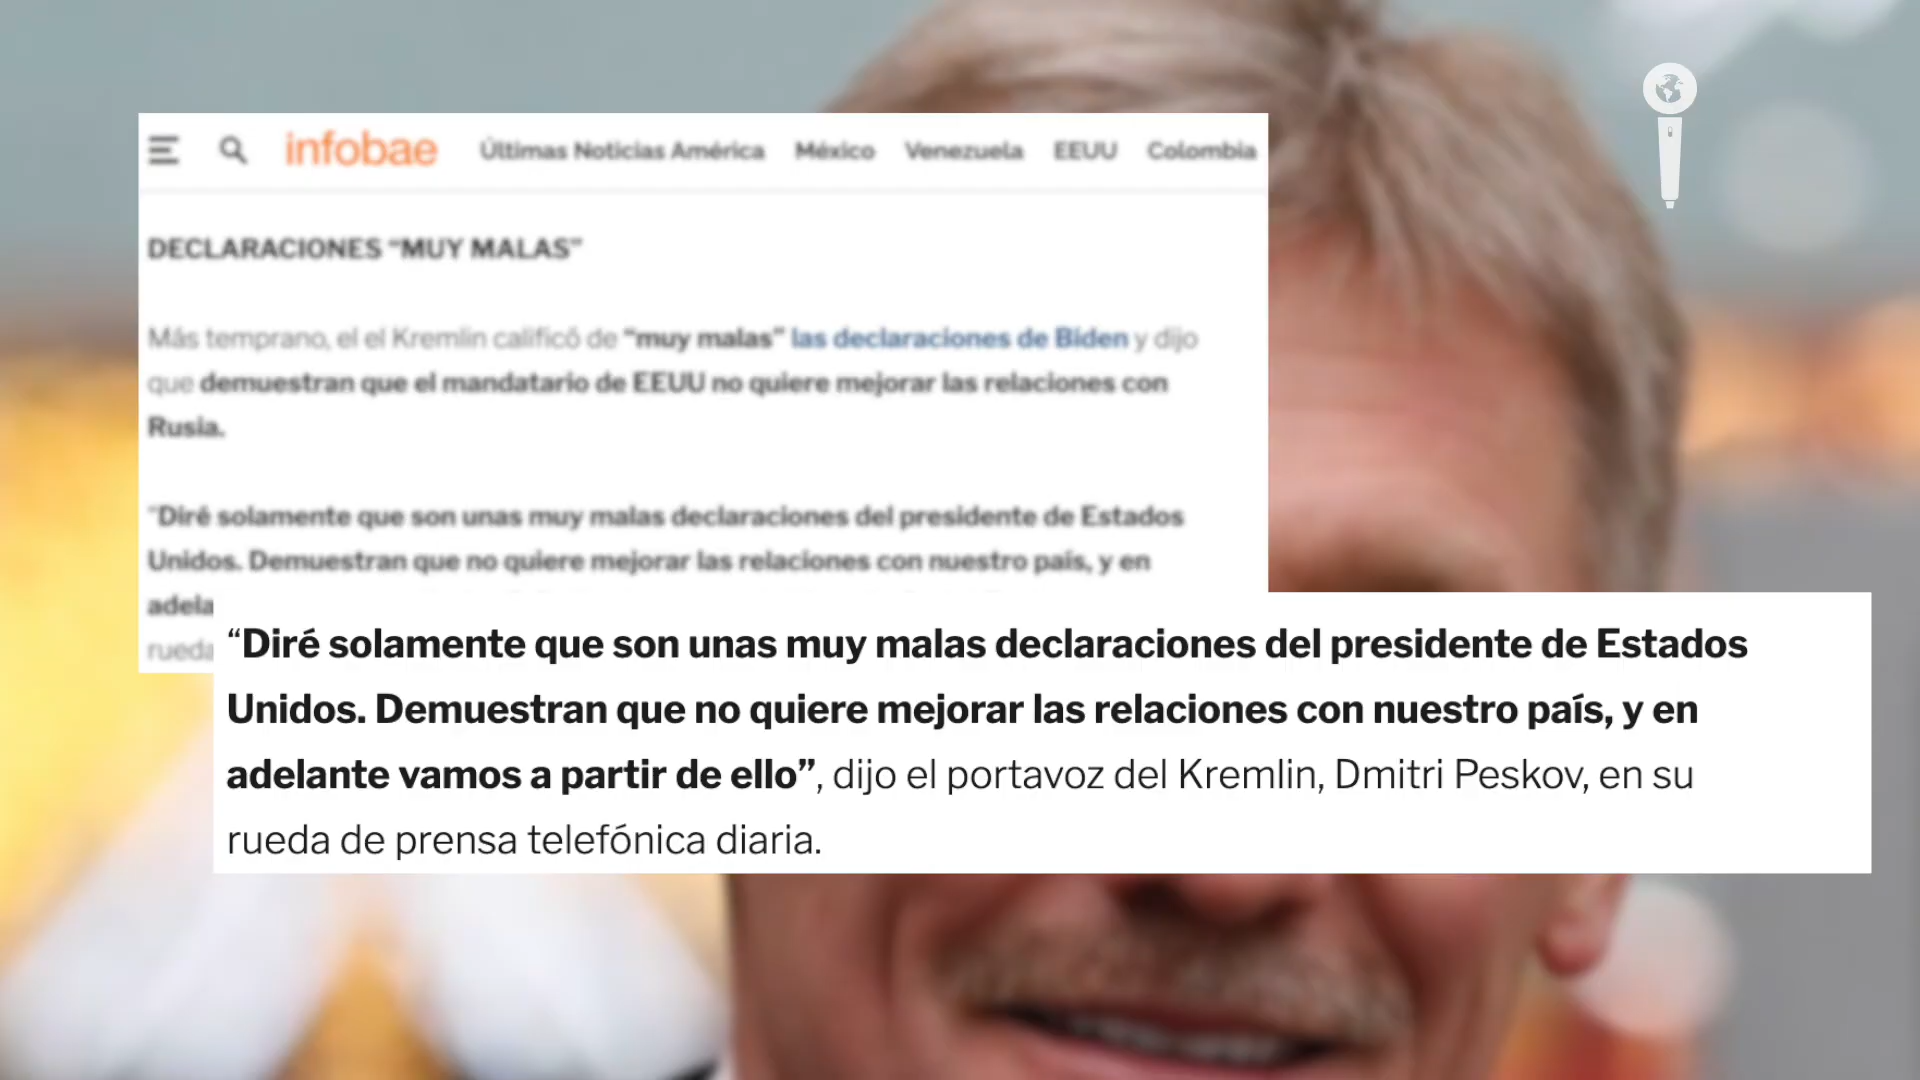 infobae Últimas Noticias América México Venezuela EEUU Colombia
DECLARACIONES “MUY MALAS”
Más temprano, el el Kremlin calificó de “muy malas” las declaraciones de Biden y dijo
que demuestran que el mandatario de EEUU no quiere mejorar las relaciones con
Rusia.
“Diré solamente que son unas muy malas declaraciones del presidente de Estados
Unidos. Demuestran que no quiere mejorar las relaciones con nuestro país, y en
adela
rueda
“Diré solamente que son unas muy malas declaraciones del presidente de Estados
Unidos. Demuestran que no quiere mejorar las relaciones con nuestro país, y en
adelante vamos a partir de ello”, dijo el portavoz del Kremlin, Dmitri Peskov, en su
rueda de prensa telefónica diaria.